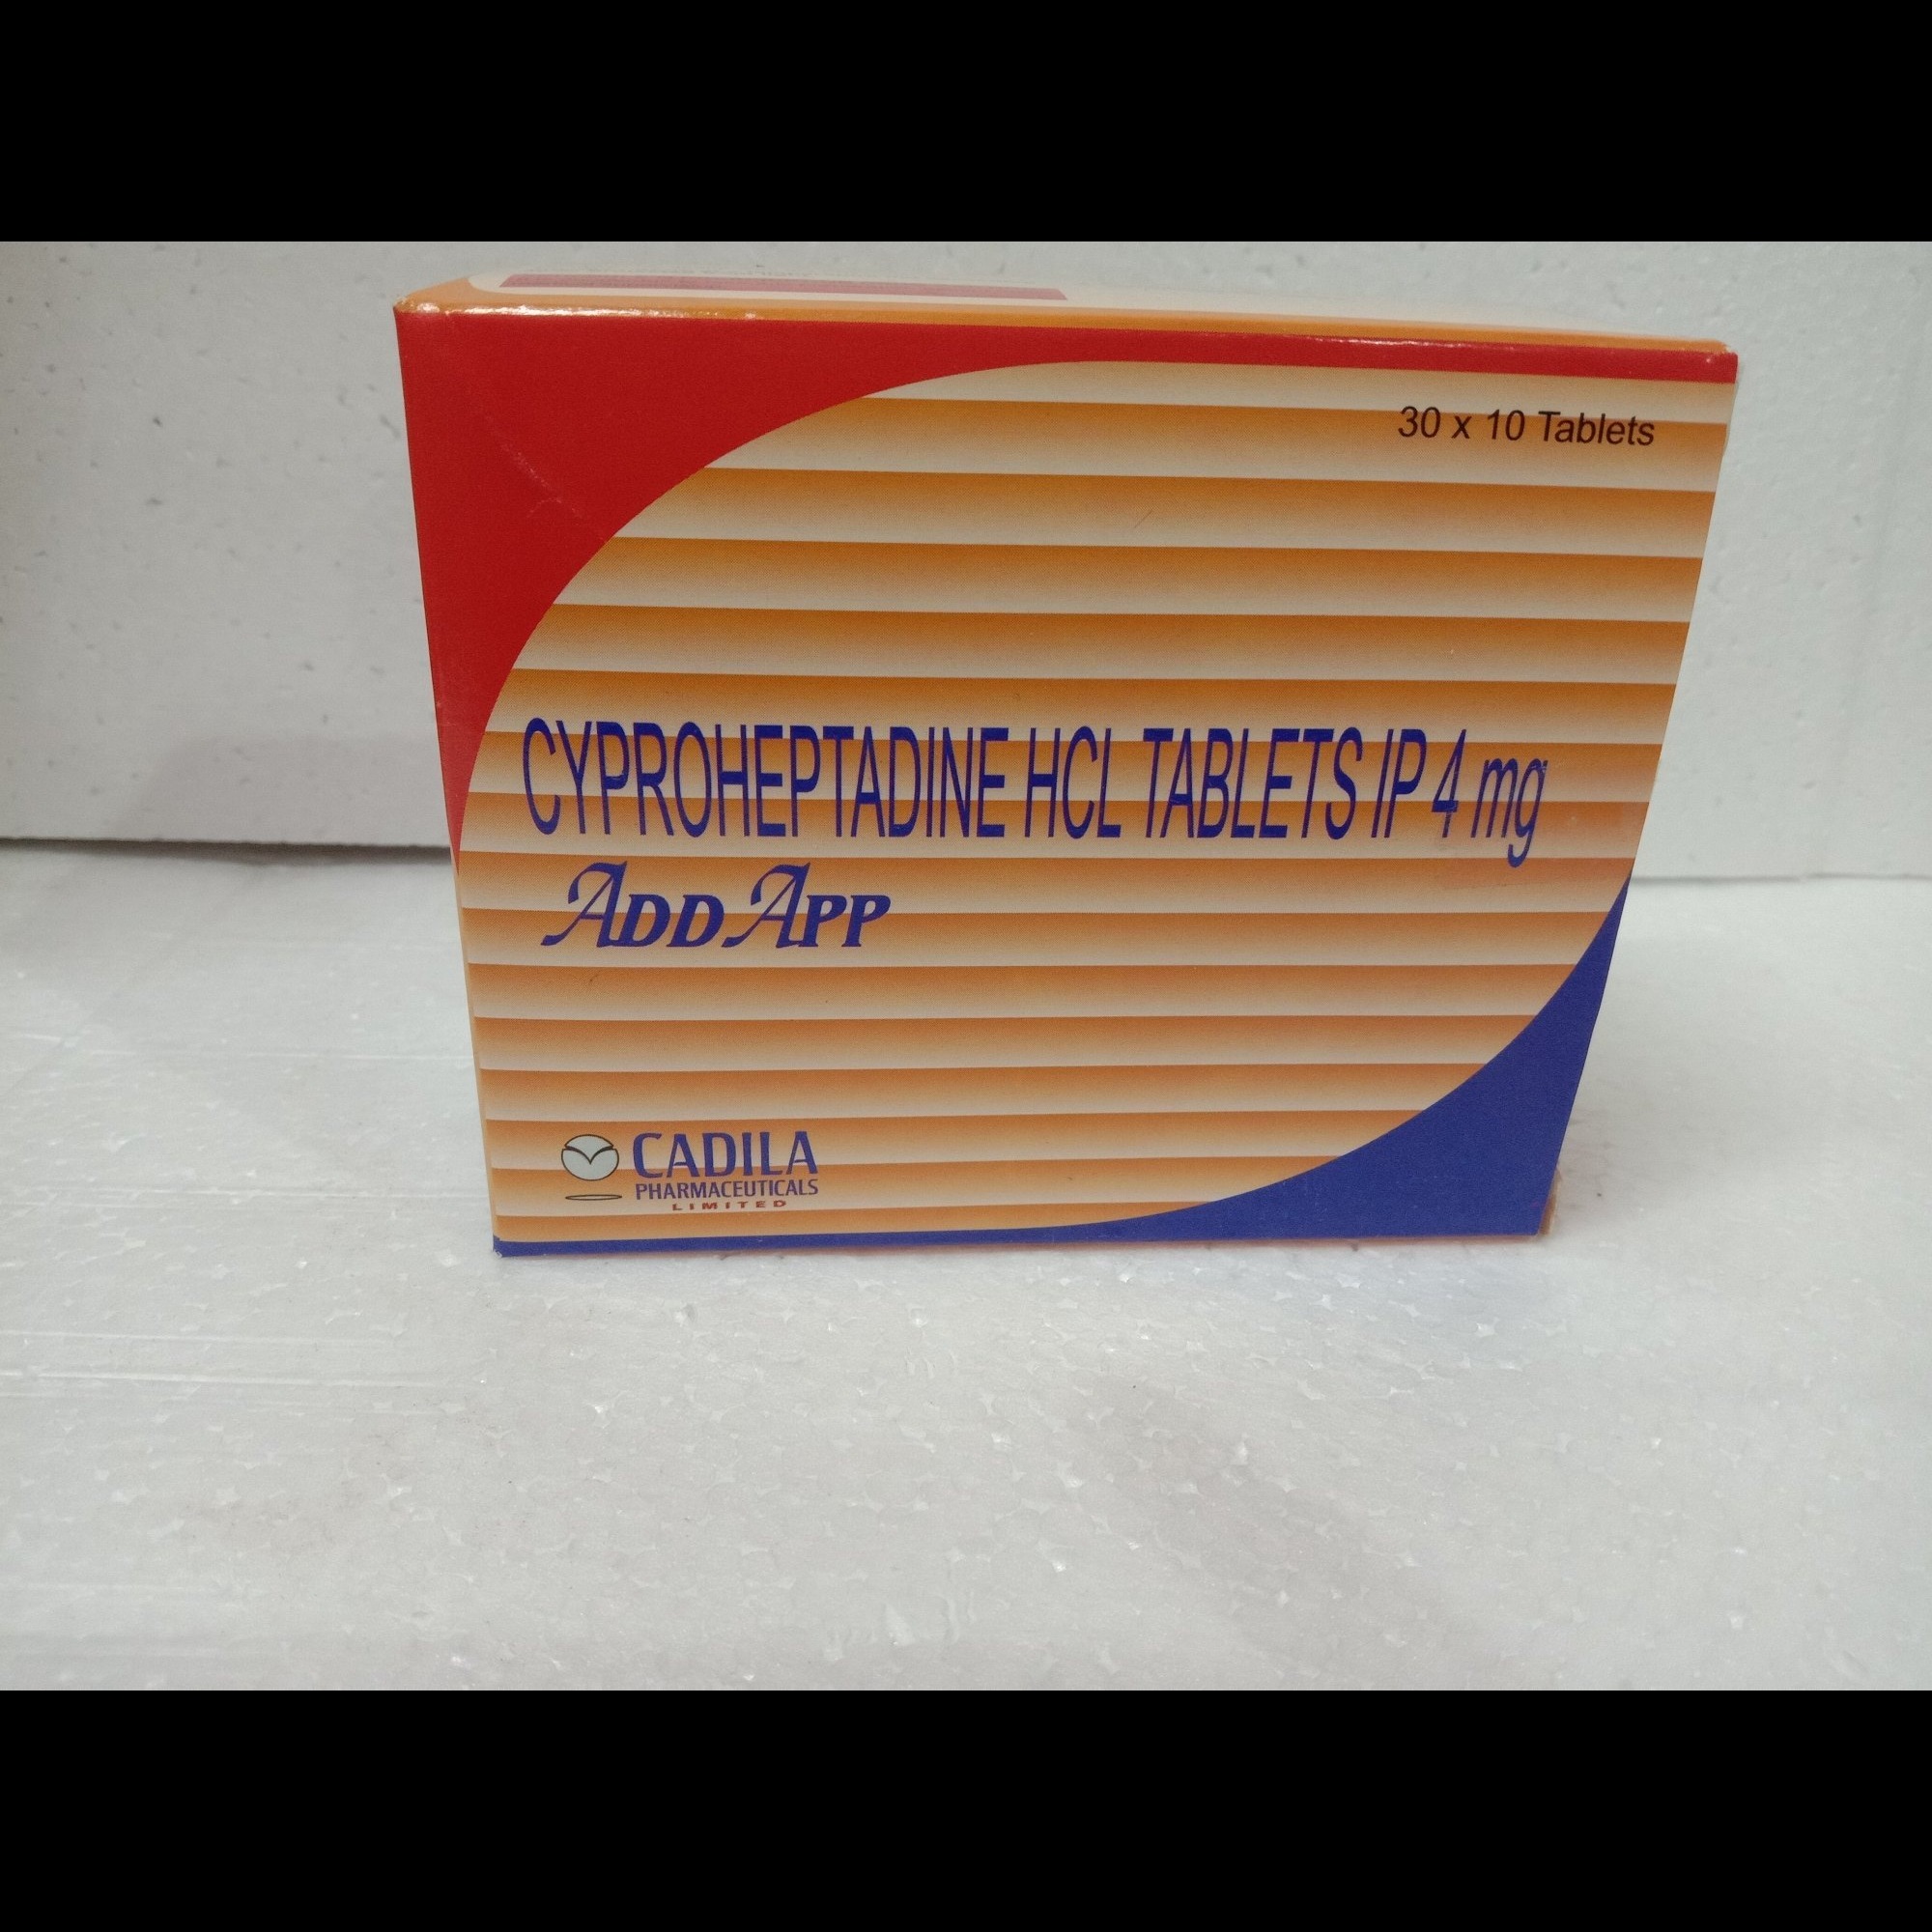 30 x 10 Tablets
CYPROHEPTADINE HCL TABLETS IP 4 mg
ADD APP
CADILA
PHARMACEUTICALS
LIMITED